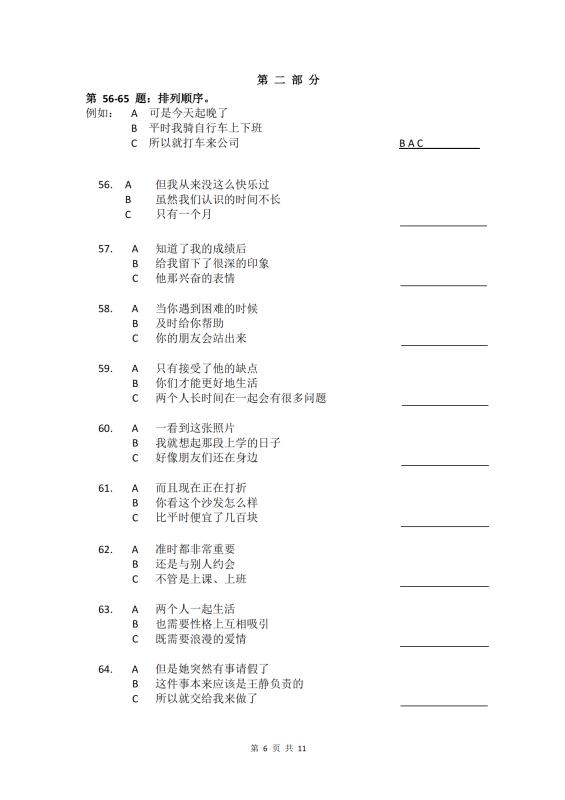 第 二 部 分
第 56-65 题：排列顺序。
例如： A 可是今天起晚了
B 平时我骑自行车上下班
C 所以就打车来公司 B A C
56. A 但我从来没这么快乐过
B 虽然我们认识的时间不长
C 只有一个月
57. A 知道了我的成绩后
B 给我留下了很深的印象
C 他那兴奋的表情
58. A 当你遇到困难的时候
B 及时给你帮助
C 你的朋友会站出来
59. A 只有接受了他的缺点
B 你们才能更好地生活
C 两个人长时间在一起会有很多问题
60. A 一看到这张照片
B 我就想起那段上学的日子
C 好像朋友们还在身边
61. A 而且现在正在打折
B 你看这个沙发怎么样
C 比平时便宜了几百块
62. A 准时都非常重要
B 还是与别人约会
C 不管是上课、上班
63. A 两个人一起生活
B 也需要性格上互相吸引
C 既需要浪漫的爱情
64. A 但是她突然有事请假了
B 这件事本来应该是王静负责的
C 所以就交给我来做了
第 6 页 共 11